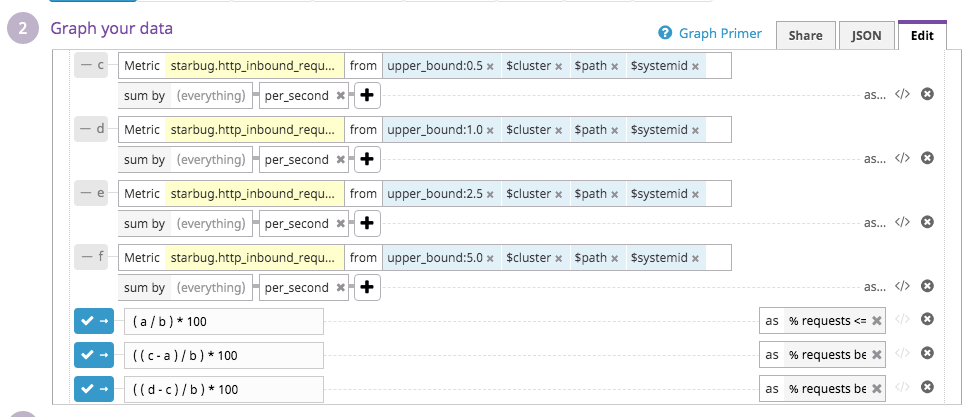 2 Graph your data
? Graph Primer Share JSON Edit
c Metric starbug.http_inbound_requ... from upper_bound:0.5 × $cluster × $path × $systemid ×
sum by (everything) per_second × + as... </> ×
d Metric starbug.http_inbound_requ... from upper_bound:1.0 × $cluster × $path × $systemid ×
sum by (everything) per_second × + as... </> ×
e Metric starbug.http_inbound_requ... from upper_bound:2.5 × $cluster × $path × $systemid ×
sum by (everything) per_second × + as... </> ×
f Metric starbug.http_inbound_requ... from upper_bound:5.0 × $cluster × $path × $systemid ×
sum by (everything) per_second × + as... </> ×
( a / b ) * 100 as % requests <= × </> ×
( ( c - a ) / b ) * 100 as % requests be × </> ×
( ( d - c ) / b ) * 100 as % requests be × </> ×